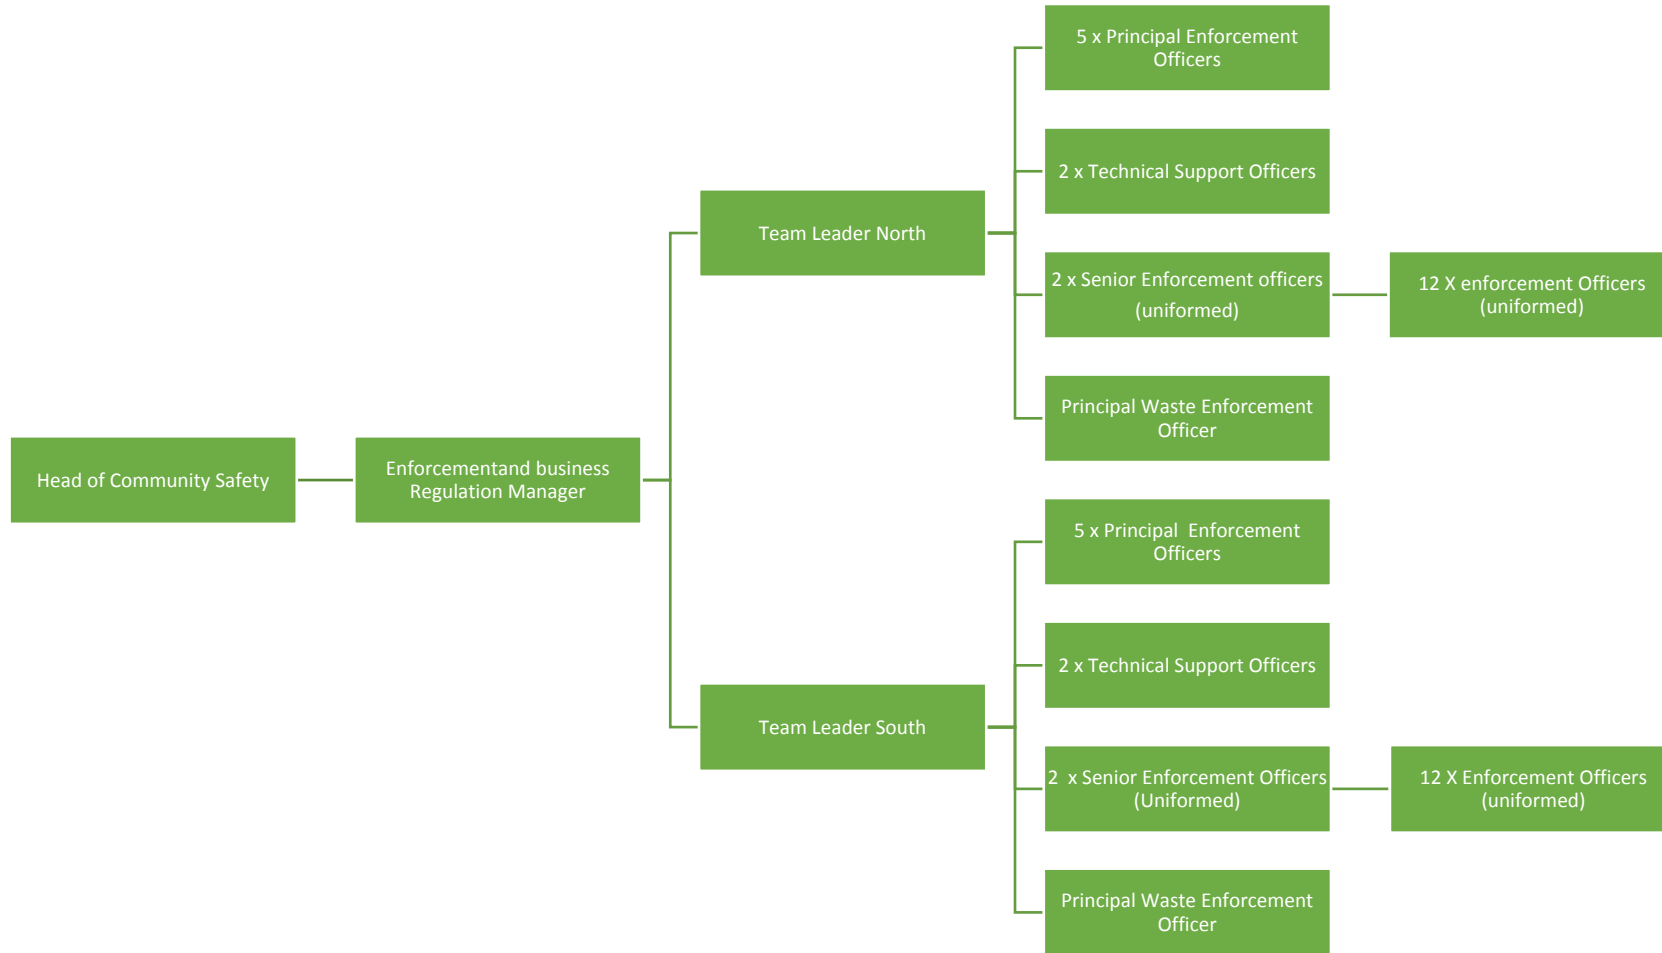 Head of Community Safety
Enforcementand business
Regulation Manager
Team Leader North
5 x Principal Enforcement
Officers
2 x Technical Support Officers
2 x Senior Enforcement officers
(uniformed)
12 X enforcement Officers
(uniformed)
Principal Waste Enforcement
Officer
Team Leader South
5 x Principal  Enforcement
Officers
2 x Technical Support Officers
2  x Senior Enforcement Officers
(Uniformed)
12 X Enforcement Officers
(uniformed)
Principal Waste Enforcement
Officer